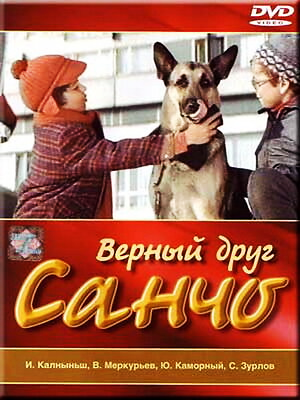 DVD
VIDEO
Верный друг
Санчо
И. Калныньш, В. Меркурьев, Ю. Каморный, С. Зурлов